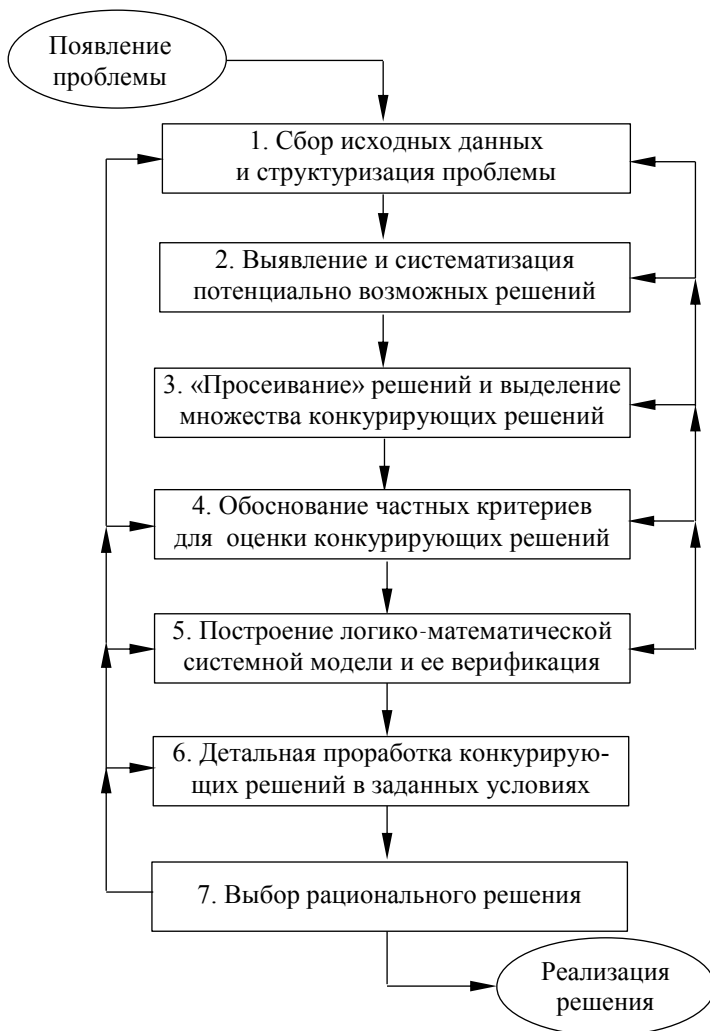 Появление
проблемы
1. Сбор исходных данных
и структуризация проблемы
2. Выявление и систематизация
потенциально возможных решений
3. «Просеивание» решений и выделение
множества конкурирующих решений
4. Обоснование частных критериев
для оценки конкурирующих решений
5. Построение логико-математической
системной модели и ее верификация
6. Детальная проработка конкурирую-
щих решений в заданных условиях
7. Выбор рационального решения
Реализация
решения